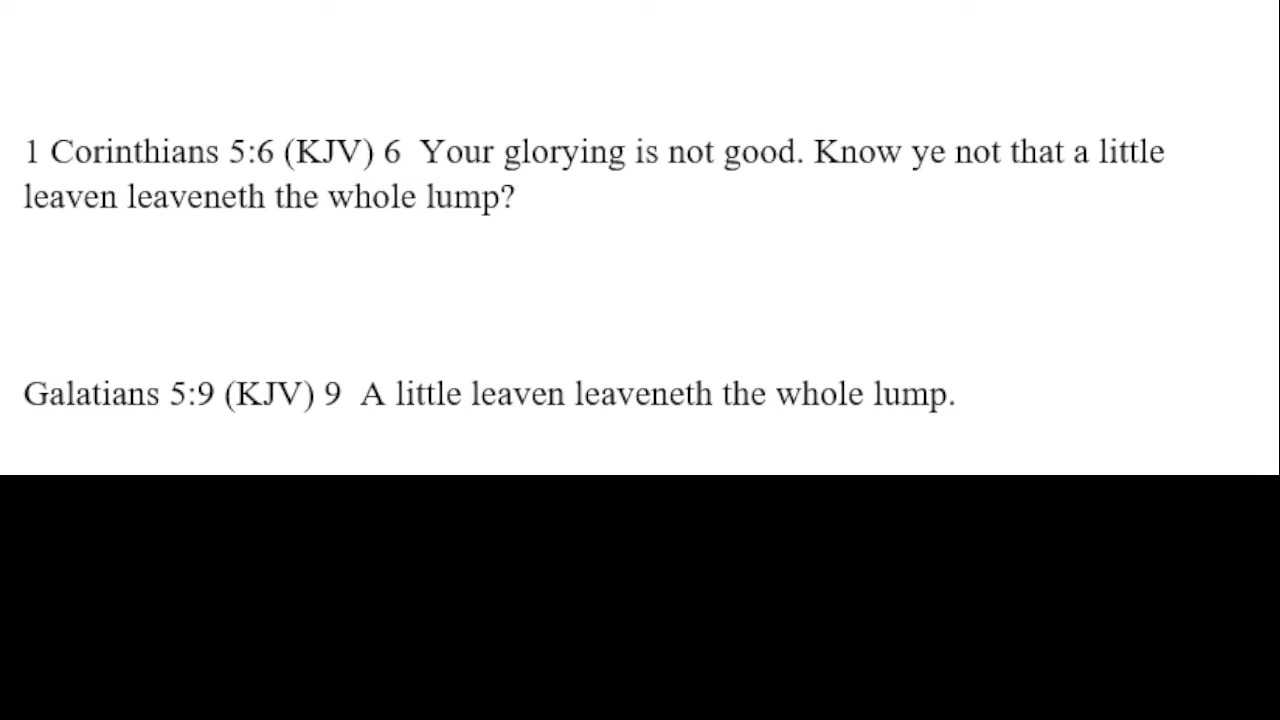 1 Corinthians 5:6 (KJV) 6  Your glorying is not good. Know ye not that a little
leaven leaveneth the whole lump?
Galatians 5:9 (KJV) 9  A little leaven leaveneth the whole lump.